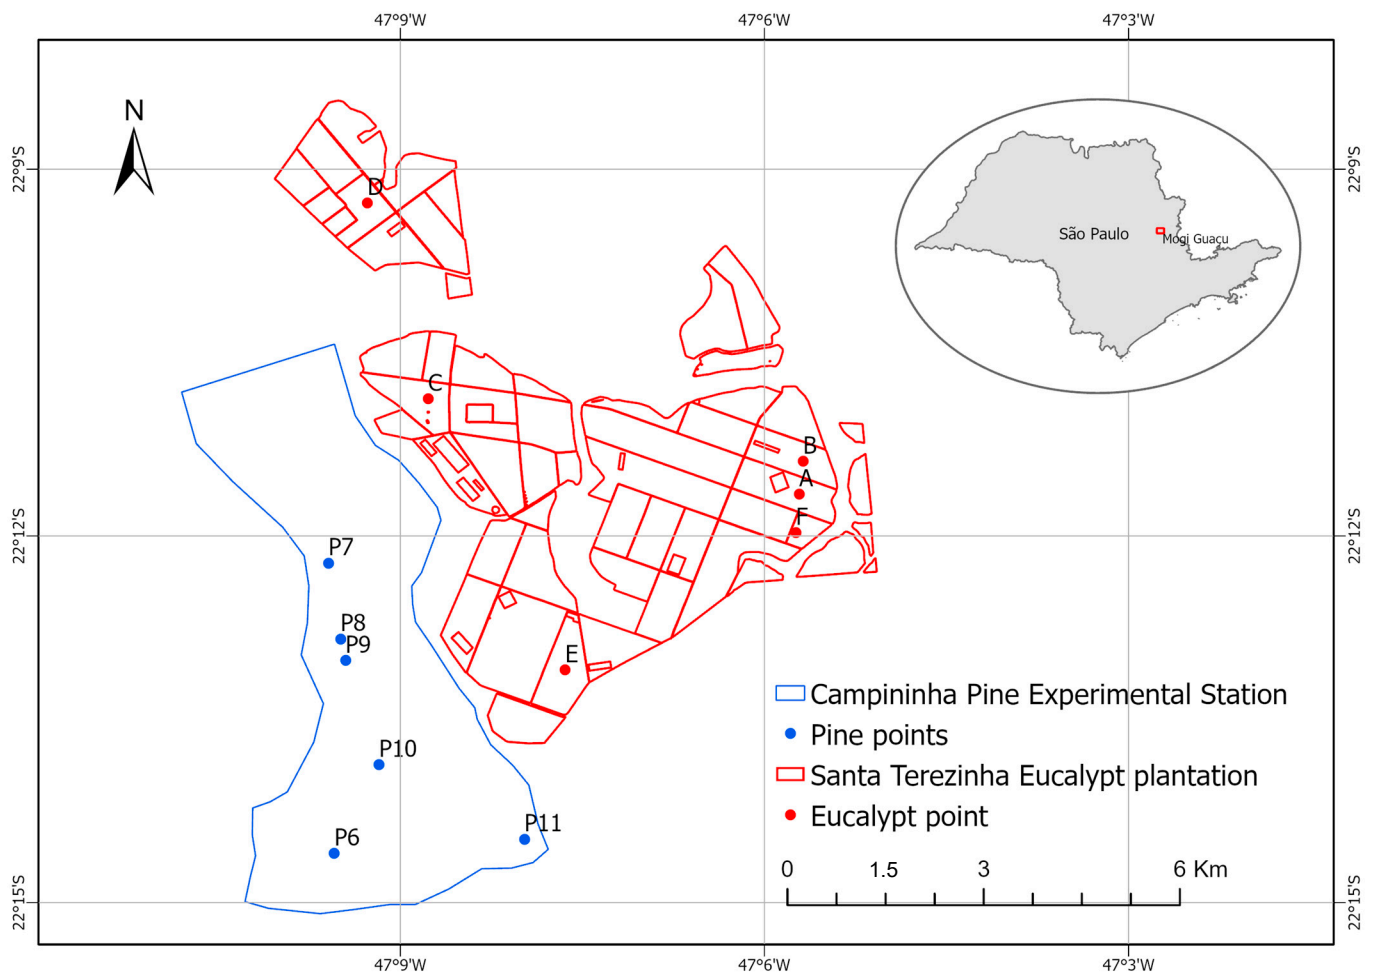 47°9'W
47°6'W
47°3'W
N
22°9'S
22°9'S
D
São Paulo
Mogi Guaçu
C
B
A
F
22°12'S
22°12'S
P7
P8
P9
E
Campininha Pine Experimental Station
Pine points
P10
Santa Terezinha Eucalypt plantation
Eucalypt point
P11
P6
0
1.5
3
6 Km
22°15'S
22°15'S
47°9'W
47°6'W
47°3'W